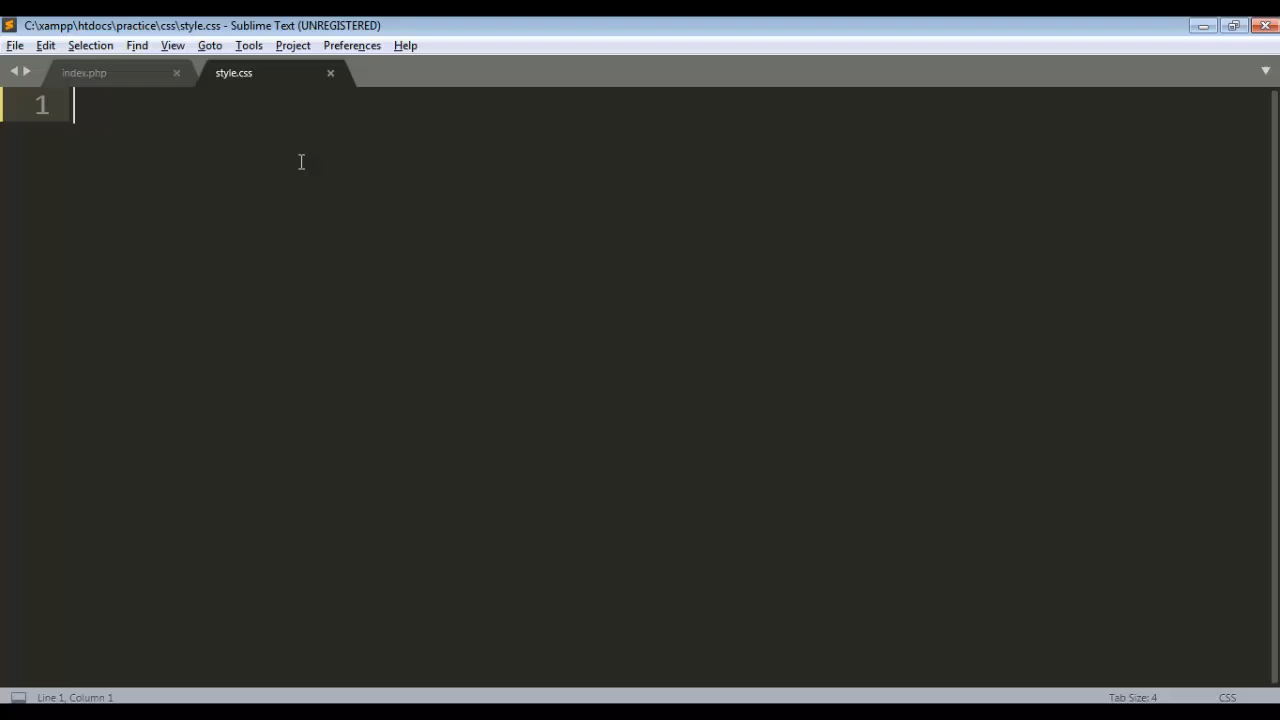 C:\xampp\htdocs\practice\css\style.css - Sublime Text (UNREGISTERED)
File Edit Selection Find View Goto Tools Project Preferences Help
index.php style.css
1
Line 1, Column 1 Tab Size: 4 CSS